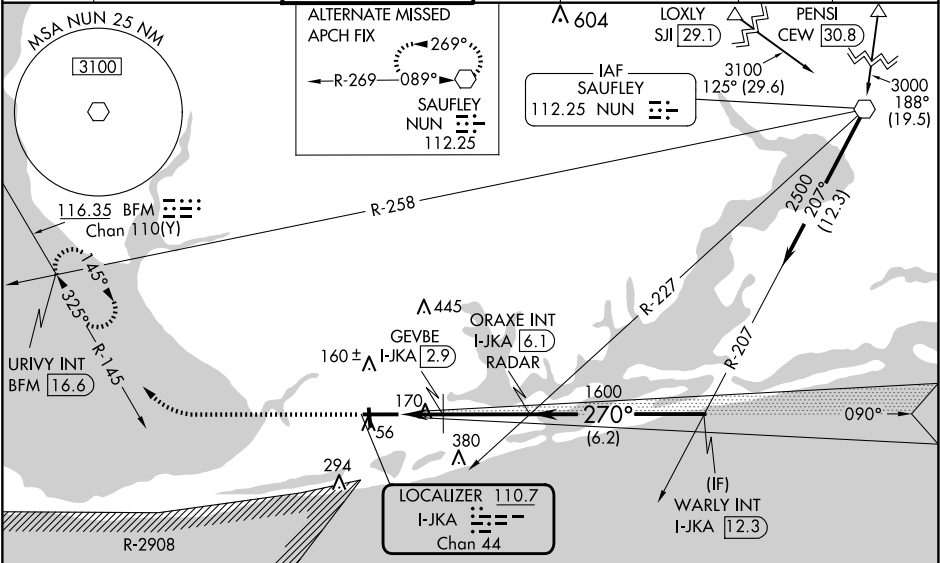 MSA NUN 25 NM
3100
116.35 BFM
Chan 110(Y)
ALTERNATE MISSED
APCH FIX
269°
R-269
089°
SAUFLEY
NUN
112.25
604
LOXLY
SJI 29.1
PENSI
CEW 30.8
3100
125° (29.6)
3000
188°
(19.5)
IAF
SAUFLEY
112.25 NUN
2500
207°
(12.3)
R-258
R-227
R-207
145°
325°
R-145
URIVY INT
BFM 16.6
445
GEVBE
I-JKA 2.9
ORAXE INT
I-JKA 6.1
RADAR
160 ±
170
56
1600
270°
(6.2)
090°
380
294
(IF)
WARLY INT
I-JKA 12.3
LOCALIZER 110.7
I-JKA
Chan 44
R-2908